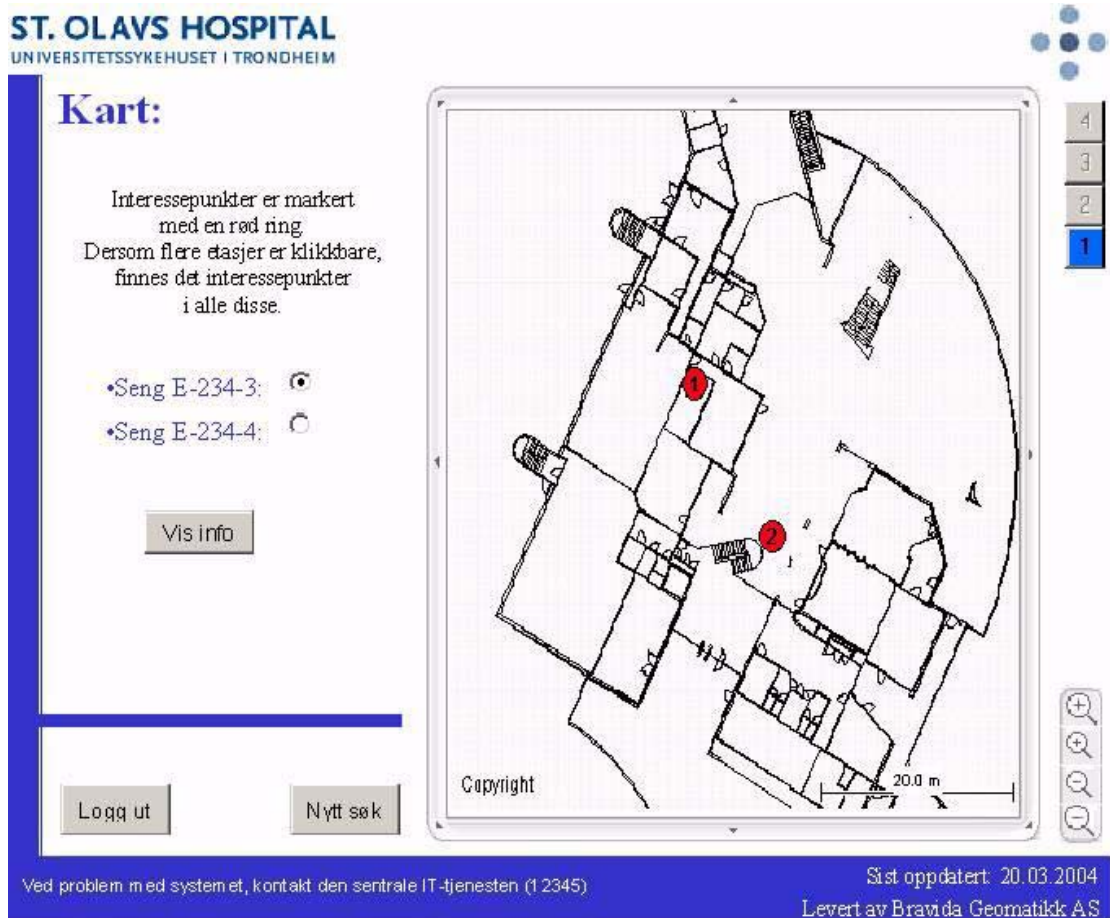 ST. OLAVS HOSPITAL
UNIVERSITETSSYKEHUSET I TRONDHEIM
Kart:
Interessepunkter er markert
med en rød ring
Dersom flere etasjer er klikkbare,
finnes det interessepunkter
i alle disse.
•Seng E-234-3:
•Seng E-234-4:
Vis info
Logg ut
Nytt søk
1
2
Copyright
20.0 m
4
3
2
1
Ved problem med systemet, kontakt den sentrale IT-tjenesten (12345)
Sist oppdatert: 20.03.2004
Levert av Bravida Geomatikk AS